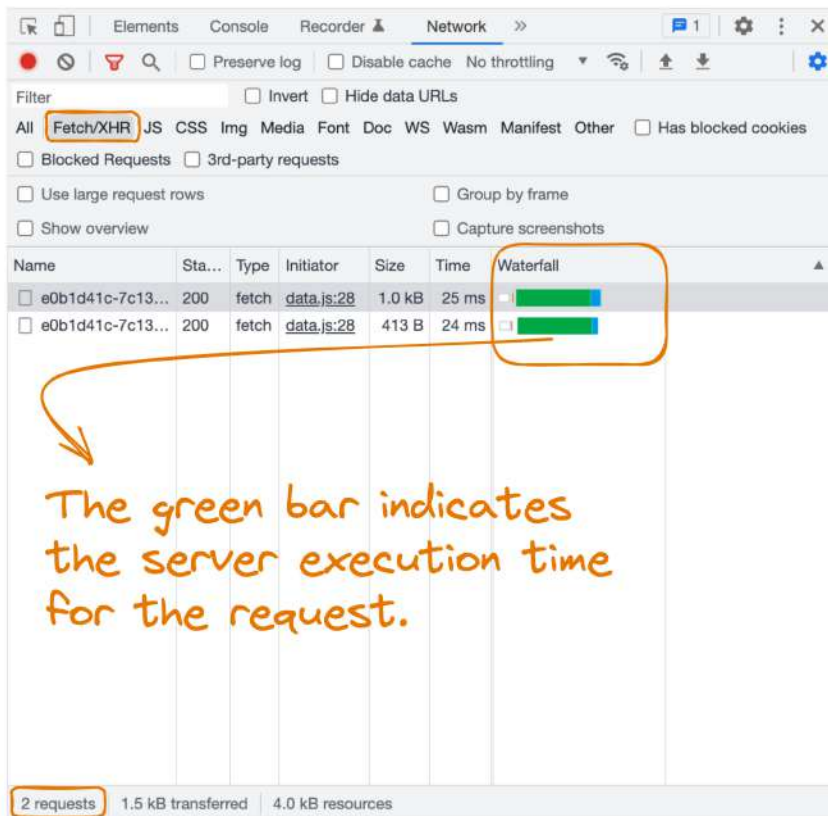 Elements Console Recorder Network » 1
Preserve log Disable cache No throttling
Filter Invert Hide data URLs
All Fetch/XHR JS CSS Img Media Font Doc WS Wasm Manifest Other Has blocked cookies
Blocked Requests 3rd-party requests
Use large request rows Group by frame
Show overview Capture screenshots
Name Sta... Type Initiator Size Time Waterfall
e0b1d41c-7c13... 200 fetch data.js:28 1.0 kB 25 ms
e0b1d41c-7c13... 200 fetch data.js:28 413 B 24 ms
The green bar indicates
the server execution time
for the request.
2 requests 1.5 kB transferred 4.0 kB resources